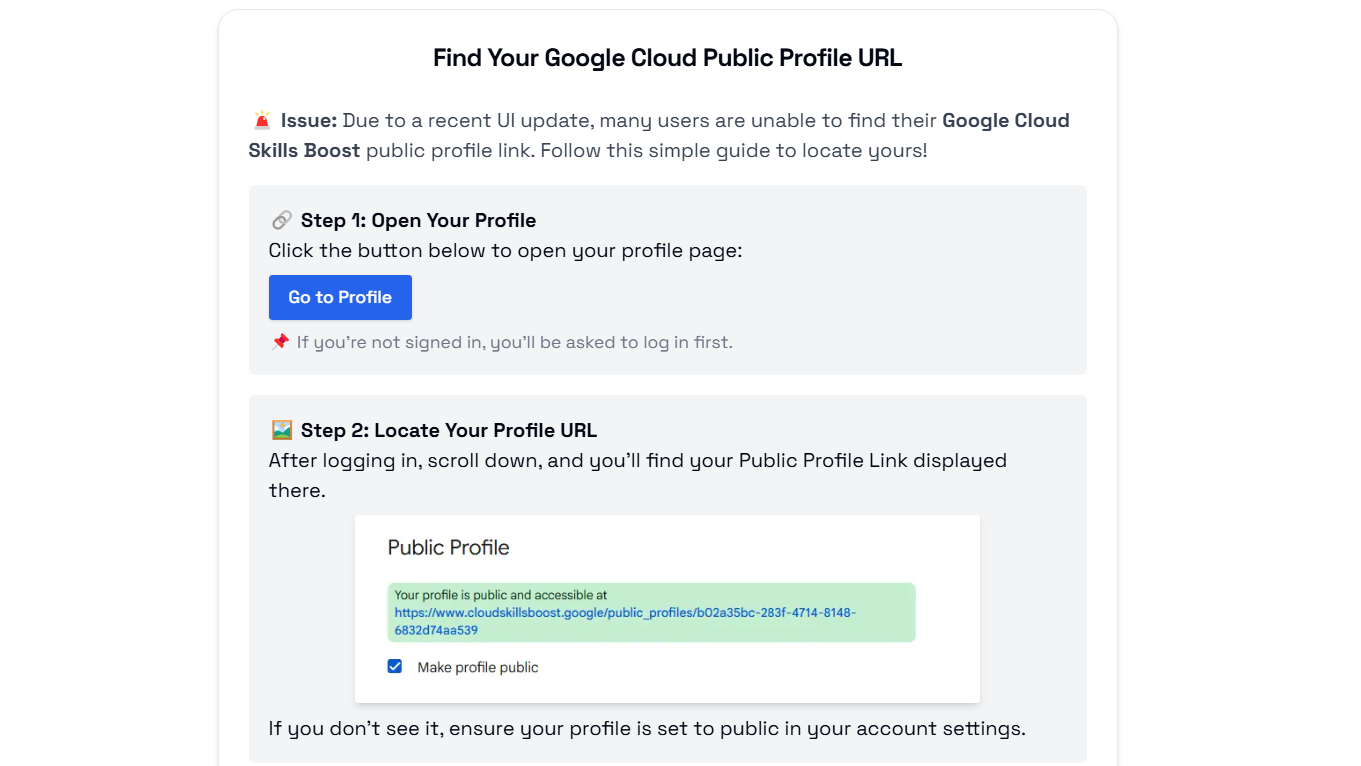 Find Your Google Cloud Public Profile URL
🚨 Issue: Due to a recent UI update, many users are unable to find their Google Cloud
Skills Boost public profile link. Follow this simple guide to locate yours!
🔗 Step 1: Open Your Profile
Click the button below to open your profile page:
Go to Profile
📌 If you're not signed in, you'll be asked to log in first.
🖼️ Step 2: Locate Your Profile URL
After logging in, scroll down, and you'll find your Public Profile Link displayed
there.
Public Profile
Your profile is public and accessible at
https://www.cloudskillsboost.google/public_profiles/b02a35bc-283f-4714-8148-
6832d74aa539
Make profile public
If you don't see it, ensure your profile is set to public in your account settings.